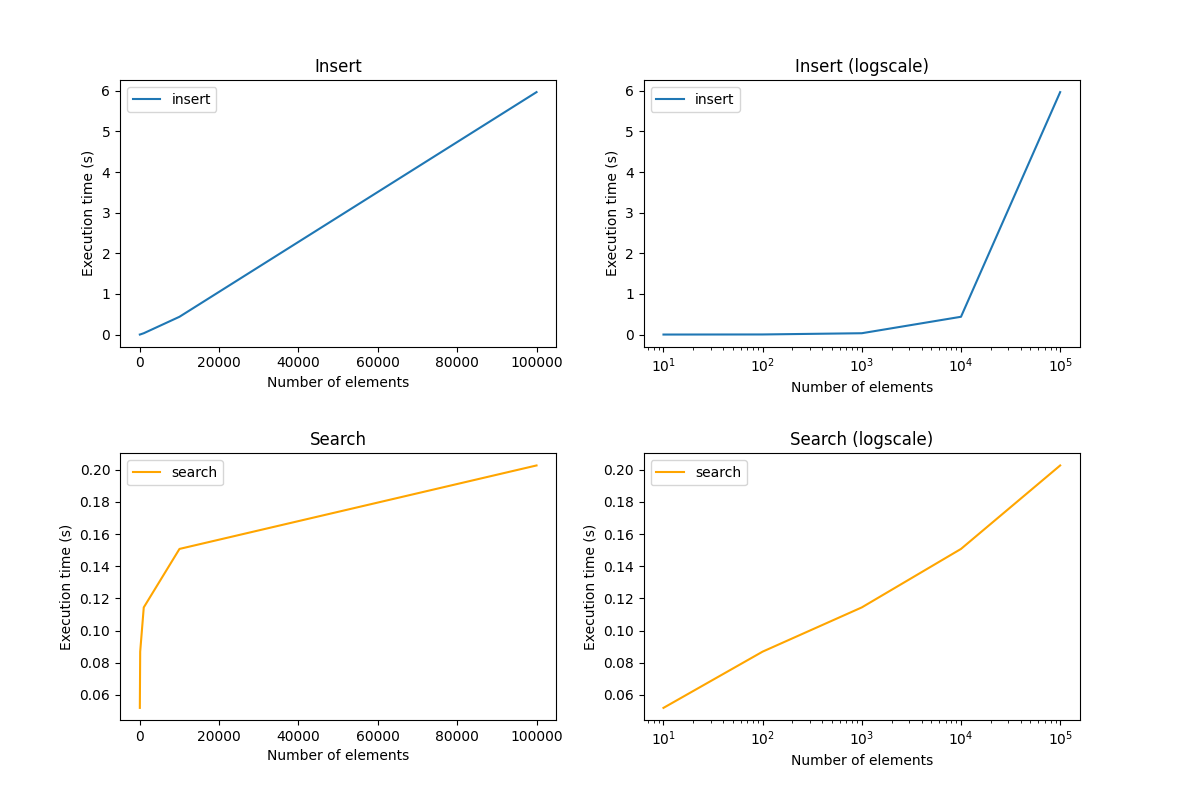 Insert
insert
Execution time (s)
6
5
4
3
2
1
0
0 20000 40000 60000 80000 100000
Number of elements
Insert (logscale)
insert
Execution time (s)
6
5
4
3
2
1
0
10¹ 10² 10³ 10⁴ 10⁵
Number of elements
Search
search
Execution time (s)
0.20
0.18
0.16
0.14
0.12
0.10
0.08
0.06
0 20000 40000 60000 80000 100000
Number of elements
Search (logscale)
search
Execution time (s)
0.20
0.18
0.16
0.14
0.12
0.10
0.08
0.06
10¹ 10² 10³ 10⁴ 10⁵
Number of elements